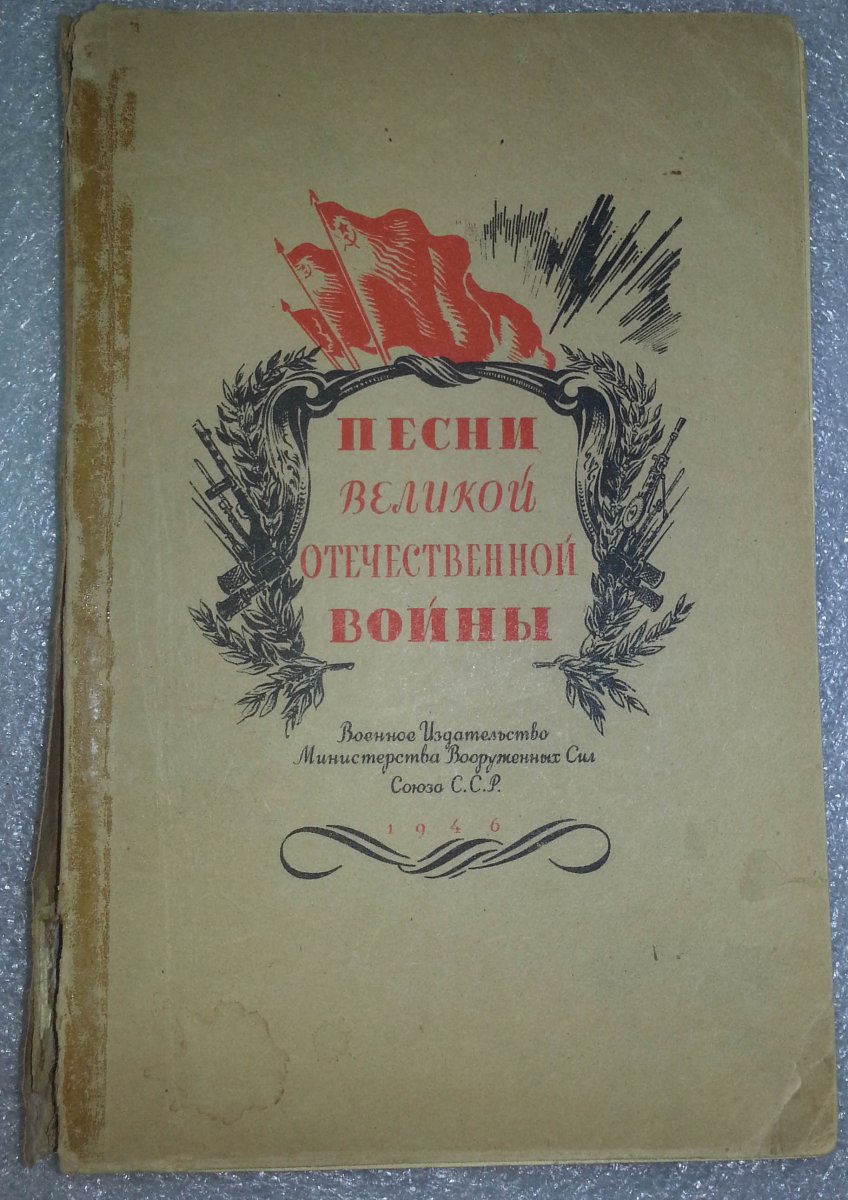 ПЕСНИ
ВЕЛИКОЙ
ОТЕЧЕСТВЕННОЙ
ВОЙНЫ
Военное Издательство
Министерства Вооруженных Сил
Союза С.С.Р.
1946